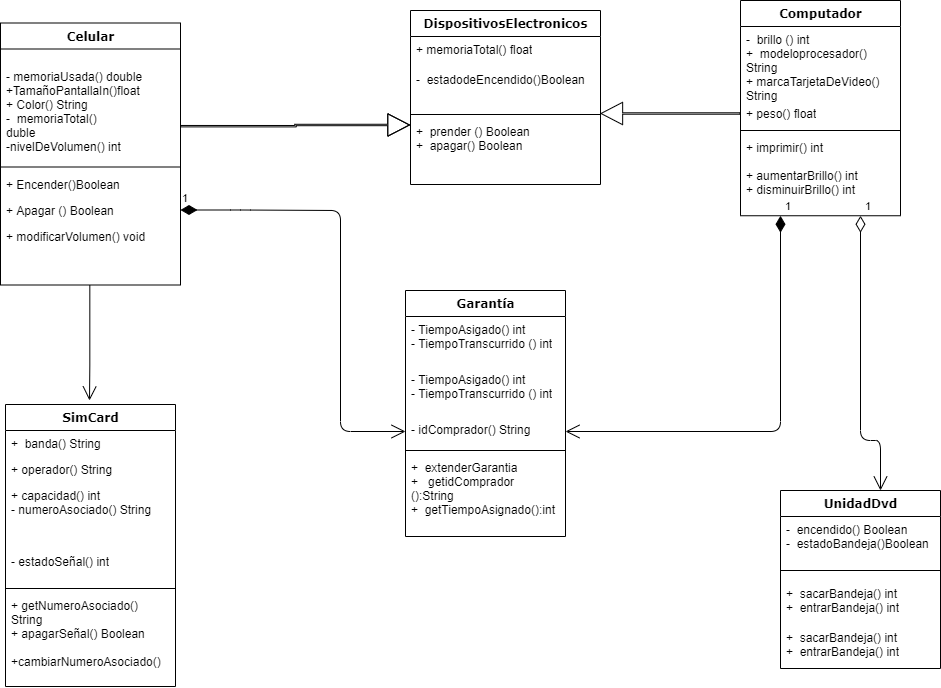 Celular
- memoriaUsada() double
+TamañoPantallaIn()float
+ Color() String
- memoriaTotal()
duble
-nivelDeVolumen() int
+ Encender()Boolean
+ Apagar () Boolean
+ modificarVolumen() void
1
DispositivosElectronicos
+ memoriaTotal() float
- estadodeEncendido()Boolean
+ prender () Boolean
+ apagar() Boolean
Computador
- brillo () int
+ modeloprocesador()
String
+ marcaTarjetaDeVideo()
String
+ peso() float
+ imprimir() int
+ aumentarBrillo() int
+ disminuirBrillo() int
1
1
Garantía
- TiempoAsigado() int
- TiempoTranscurrido () int
- TiempoAsigado() int
- TiempoTranscurrido () int
- idComprador() String
+ extenderGarantia
+ getidComprador
():String
+ getTiempoAsignado():int
SimCard
+ banda() String
+ operador() String
+ capacidad() int
- numeroAsociado() String
- estadoSeñal() int
+ getNumeroAsociado()
String
+ apagarSeñal() Boolean
+cambiarNumeroAsociado()
UnidadDvd
- encendido() Boolean
- estadoBandeja()Boolean
+ sacarBandeja() int
+ entrarBandeja() int
+ sacarBandeja() int
+ entrarBandeja() int